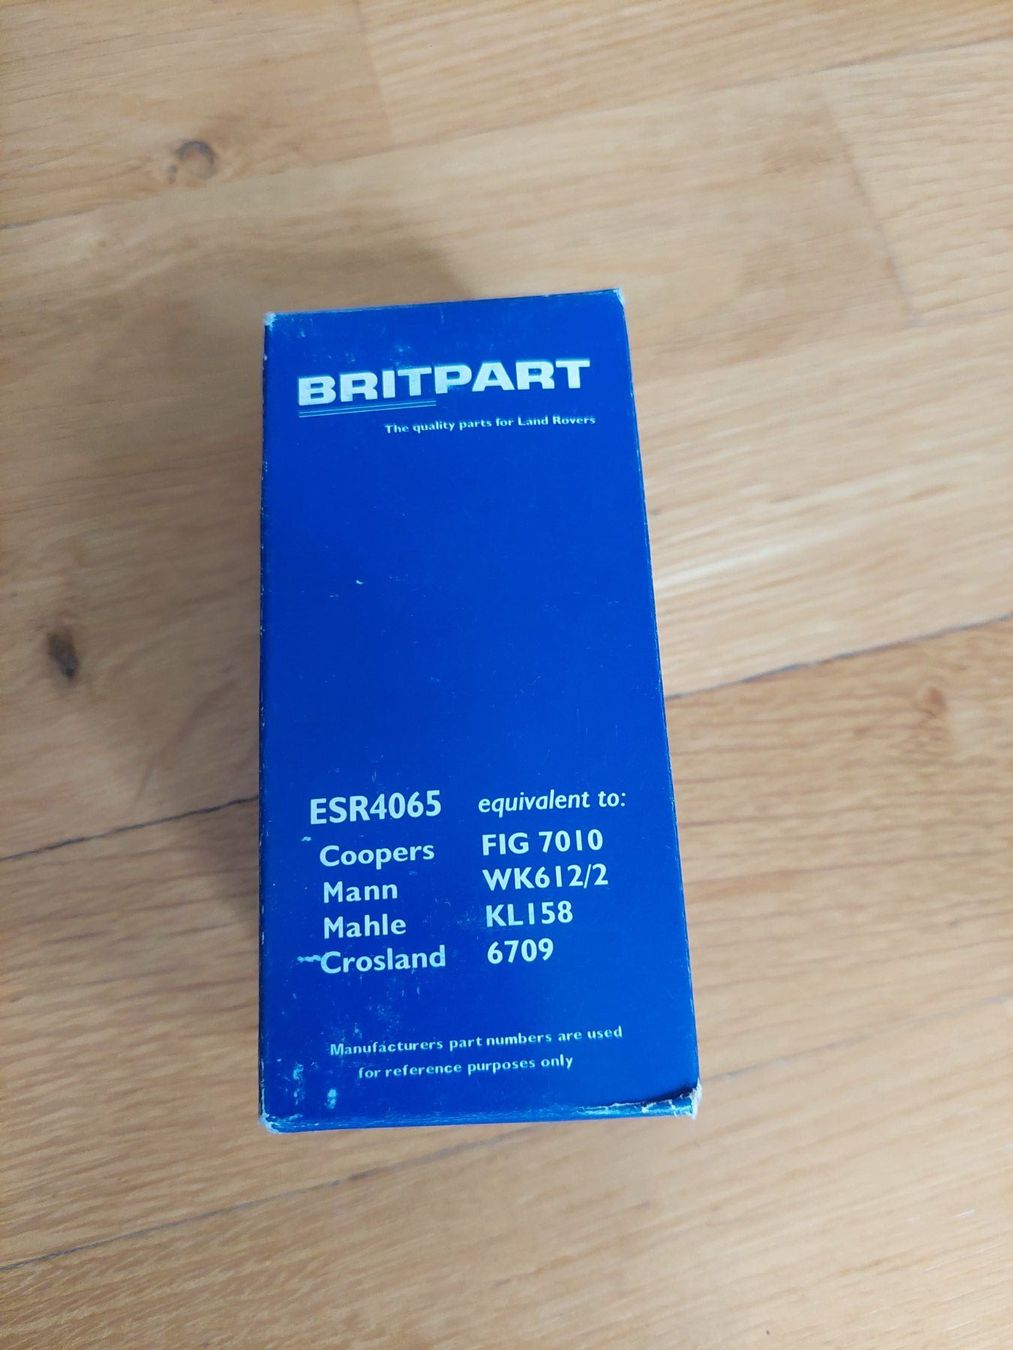 BRITPART
The quality parts for Land Rovers
ESR4065 equivalent to:
Coopers FIG 7010
Mann WK612/2
Mahle KL158
Crosland 6709
Manufacturers part numbers are used
for reference purposes only